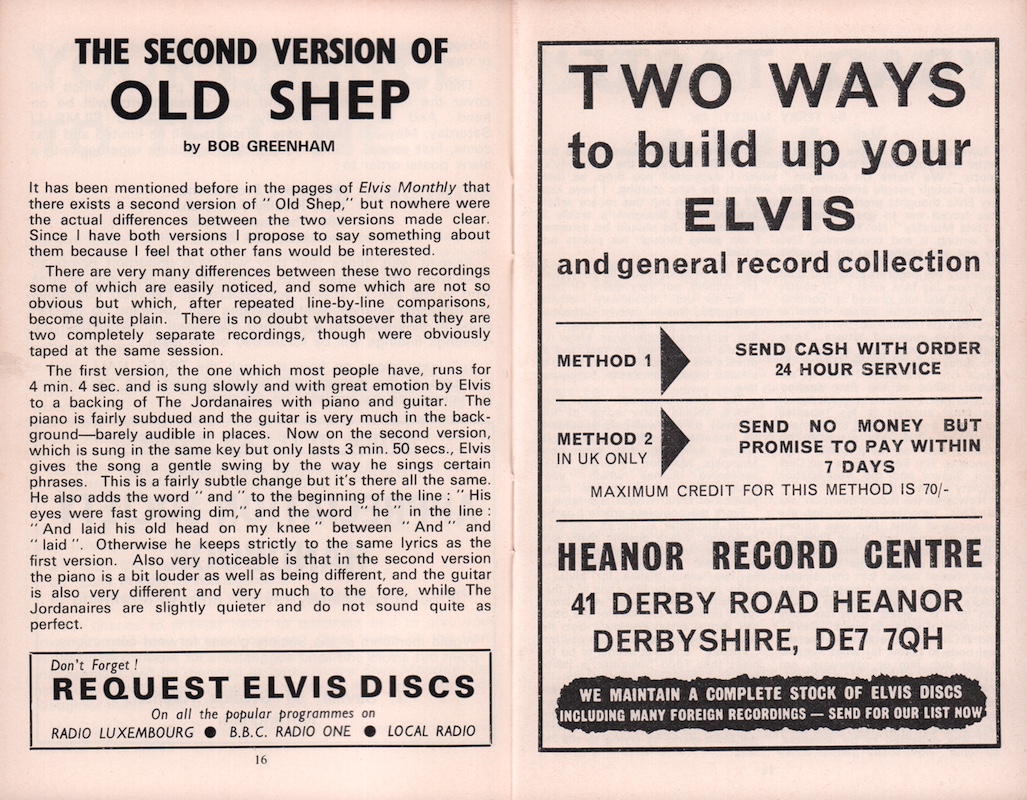 THE SECOND VERSION OF
OLD SHEP
by BOB GREENHAM
It has been mentioned before in the pages of Elvis Monthly that
there exists a second version of " Old Shep," but nowhere were
the actual differences between the two versions made clear.
Since I have both versions I propose to say something about
them because I feel that other fans would be interested.
There are very many differences between these two recordings
some of which are easily noticed, and some which are not so
obvious but which, after repeated line-by-line comparisons,
become quite plain. There is no doubt whatsoever that they are
two completely separate recordings, though were obviously
taped at the same session.
The first version, the one which most people have, runs for
4 min. 4 sec. and is sung slowly and with great emotion by Elvis
to a backing of The Jordanaires with piano and guitar. The
piano is fairly subdued and the guitar is very much in the back-
ground—barely audible in places. Now on the second version,
which is sung in the same key but only lasts 3 min. 50 secs., Elvis
gives the song a gentle swing by the way he sings certain
phrases. This is a fairly subtle change but it's there all the same.
He also adds the word " and " to the beginning of the line : " His
eyes were fast growing dim," and the word " he " in the line :
" And laid his old head on my knee " between " And " and
" laid ". Otherwise he keeps strictly to the same lyrics as the
first version. Also very noticeable is that in the second version
the piano is a bit louder as well as being different, and the guitar
is also very different and very much to the fore, while The
Jordanaires are slightly quieter and do not sound quite as
perfect.
Don't Forget !
REQUEST ELVIS DISCS
On all the popular programmes on
RADIO LUXEMBOURG ● B.B.C. RADIO ONE ● LOCAL RADIO
16
TWO WAYS
to build up your
ELVIS
and general record collection
METHOD 1
SEND CASH WITH ORDER
24 HOUR SERVICE
METHOD 2
IN UK ONLY
SEND NO MONEY BUT
PROMISE TO PAY WITHIN
7 DAYS
MAXIMUM CREDIT FOR THIS METHOD IS 70/-
HEANOR RECORD CENTRE
41 DERBY ROAD HEANOR
DERBYSHIRE, DE7 7QH
WE MAINTAIN A COMPLETE STOCK OF ELVIS DISCS
INCLUDING MANY FOREIGN RECORDINGS — SEND FOR OUR LIST NOW